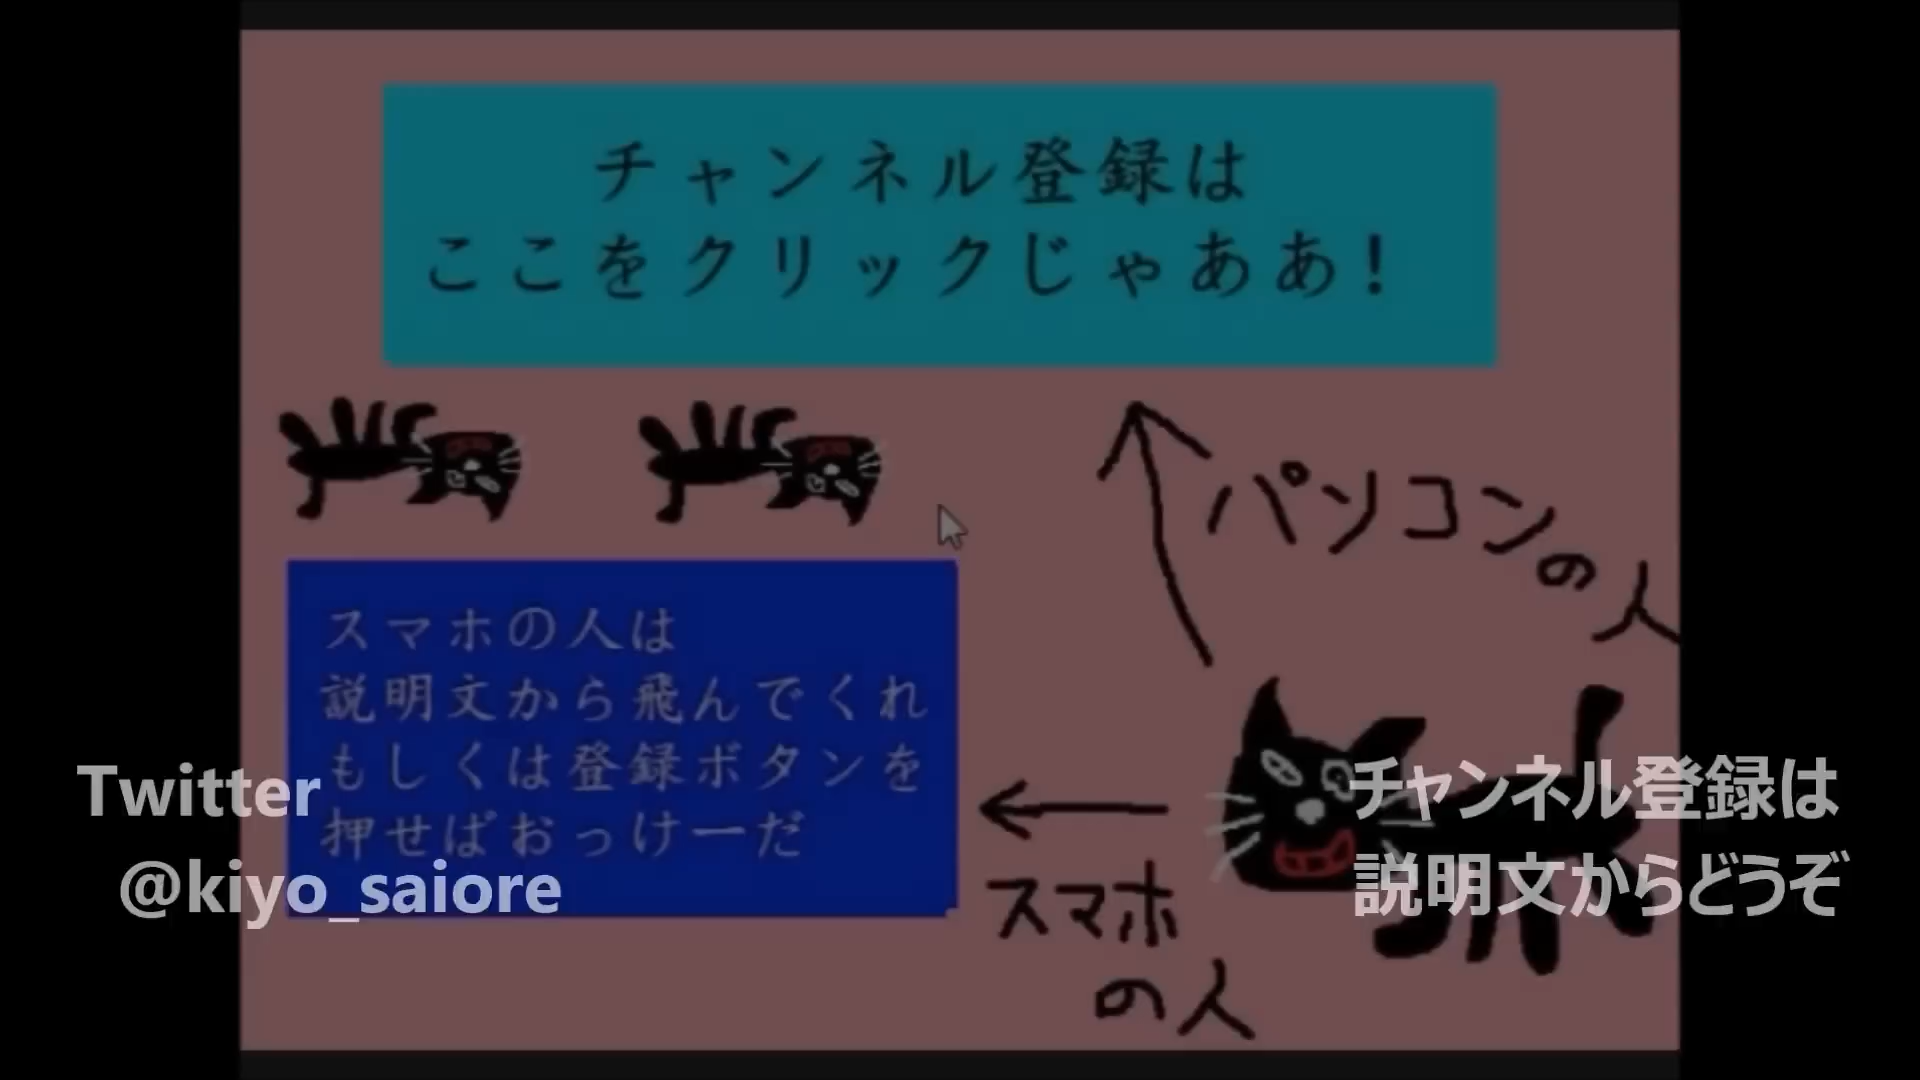 チャンネル登録は
ここをクリックじゃああ!
パソコンの人
スマホの人は
説明文から飛んでくれ
もしくは登録ボタンを
押せばおっけーだ
スマホ
の人
Twitter
@kiyo_saiore
チャンネル登録は
説明文からどうぞ